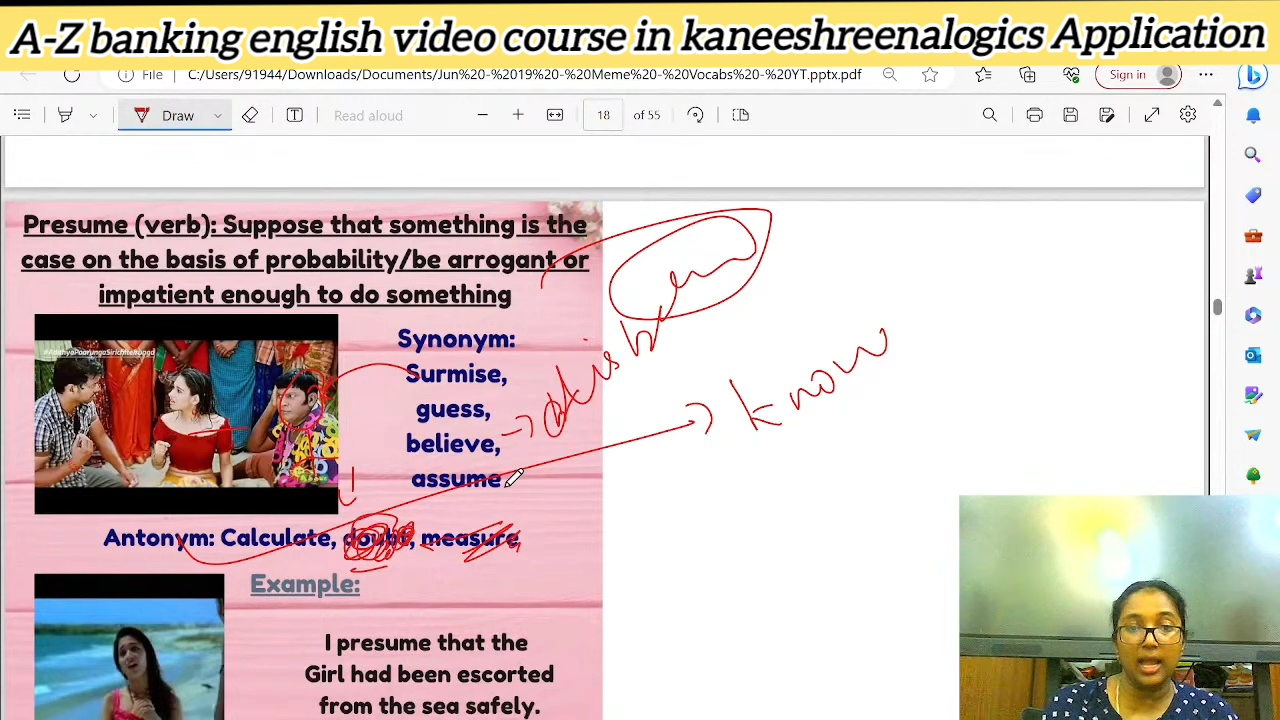 A-Z banking english video course in kaneeshreenalogics Application
File
C:/Users/91944/Downloads/Documents/Jun%20-%2019%20-%20Meme%20-%20Vocabs%20-%20YT.pptx.pdf
Sign in
Draw
Read aloud
18
of 55
Presume (verb): Suppose that something is the
case on the basis of probability/be arrogant or
impatient enough to do something
Synonym:
Surmise,
guess,
believe,
assume
know
Antonym: Calculate, doubt, measure
Example:
I presume that the
Girl had been escorted
from the sea safely.